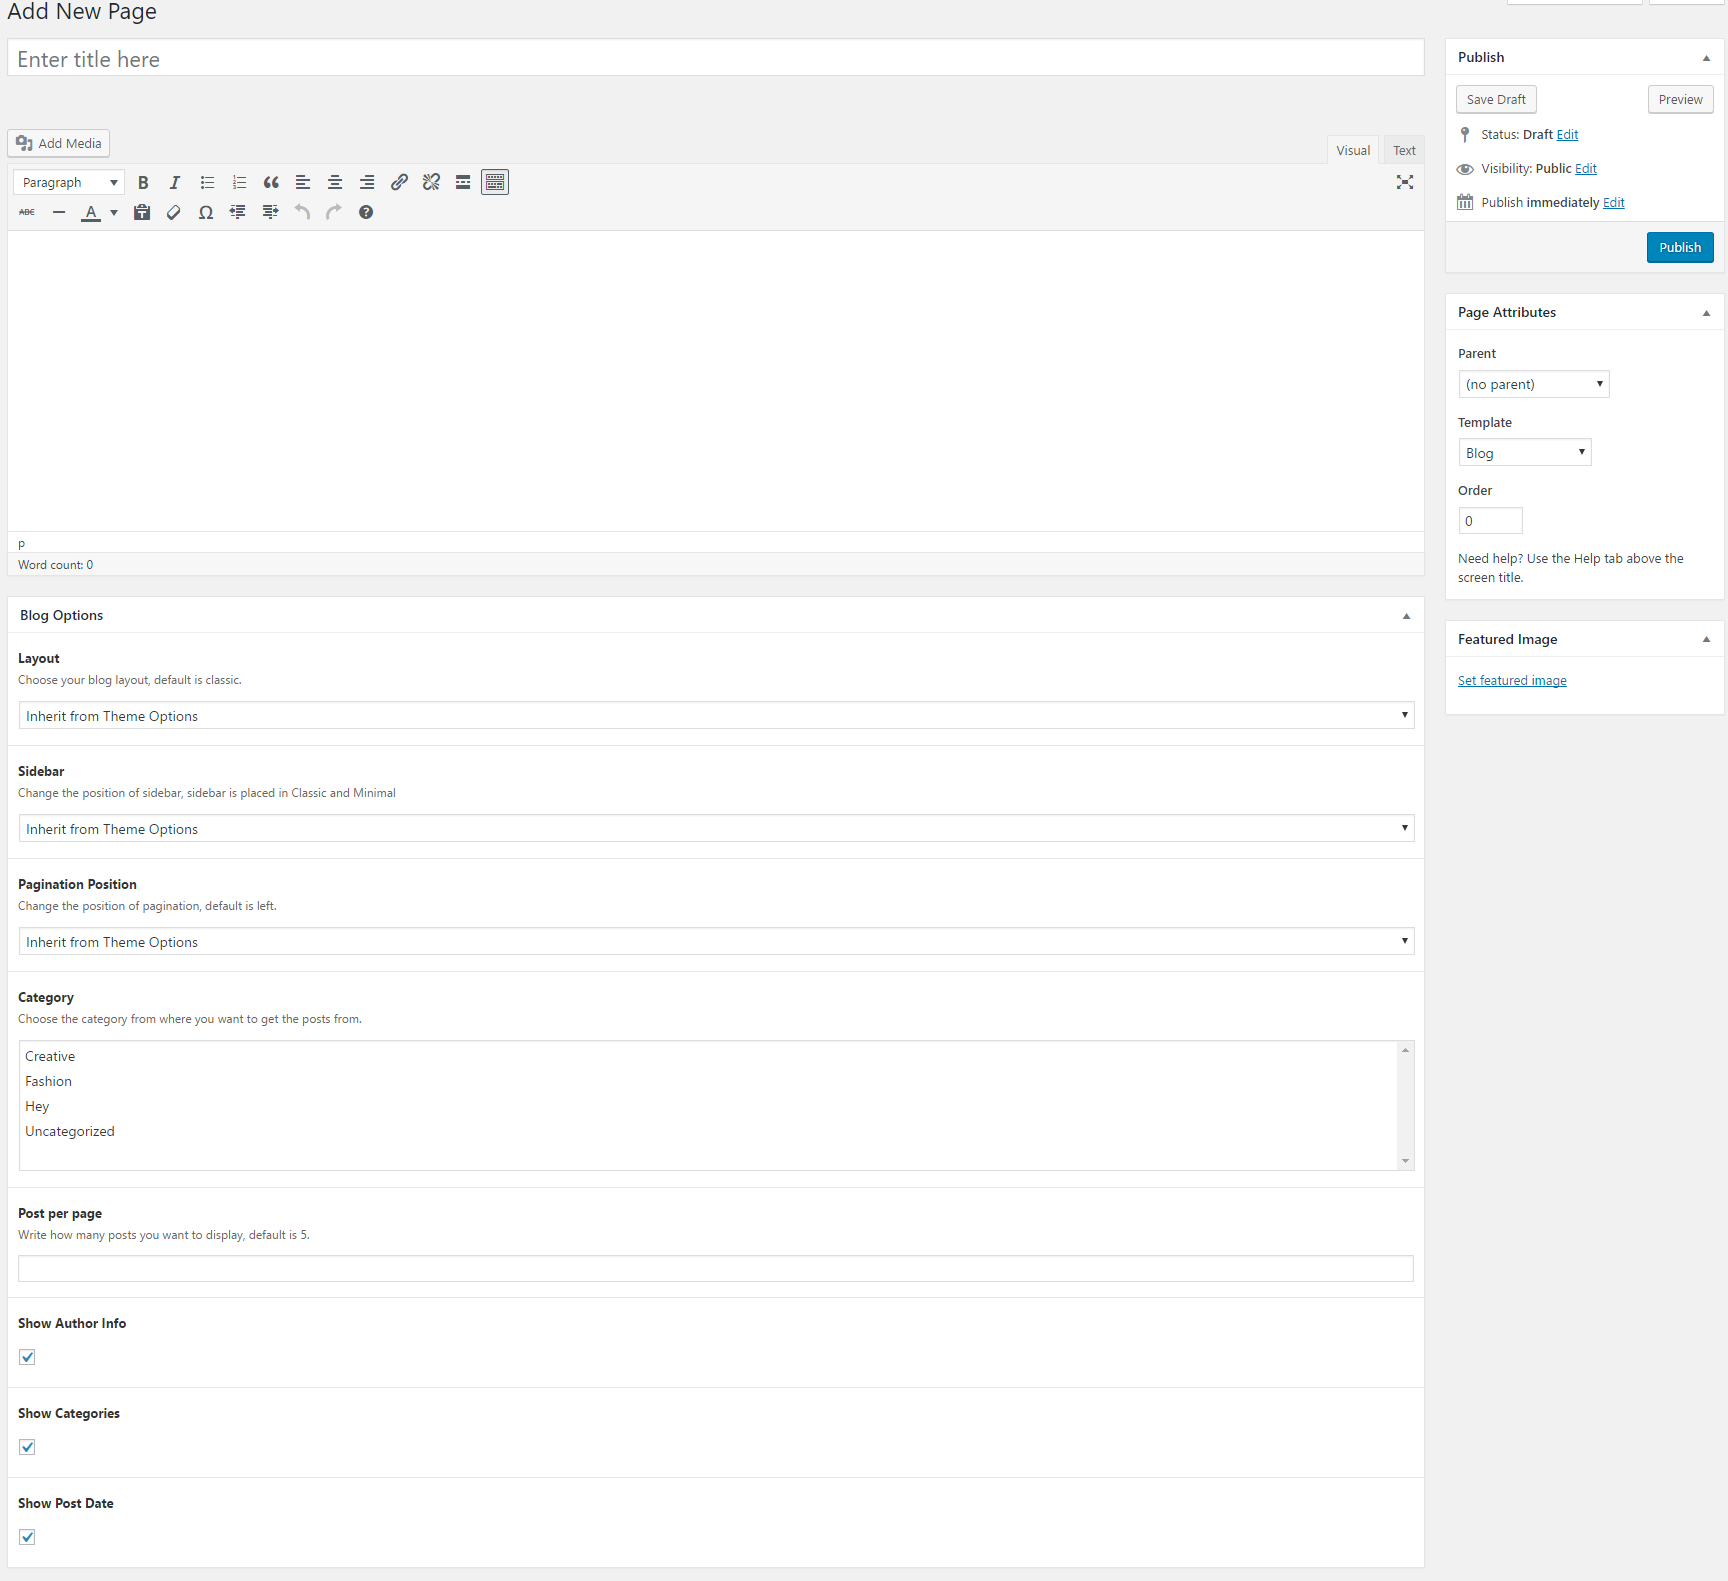 Add New Page
Enter title here
Add Media
Visual
Text
Paragraph
B
I
ABC
A
Ω
p
Word count: 0
Blog Options
Layout
Choose your blog layout, default is classic.
Inherit from Theme Options
Sidebar
Change the position of sidebar, sidebar is placed in Classic and Minimal
Inherit from Theme Options
Pagination Position
Change the position of pagination, default is left.
Inherit from Theme Options
Category
Choose the category from where you want to get the posts from.
Creative
Fashion
Hey
Uncategorized
Post per page
Write how many posts you want to display, default is 5.
Show Author Info
Show Categories
Show Post Date
Publish
Save Draft
Preview
Status: Draft Edit
Visibility: Public Edit
Publish immediately Edit
Publish
Page Attributes
Parent
(no parent)
Template
Blog
Order
0
Need help? Use the Help tab above the
screen title.
Featured Image
Set featured image